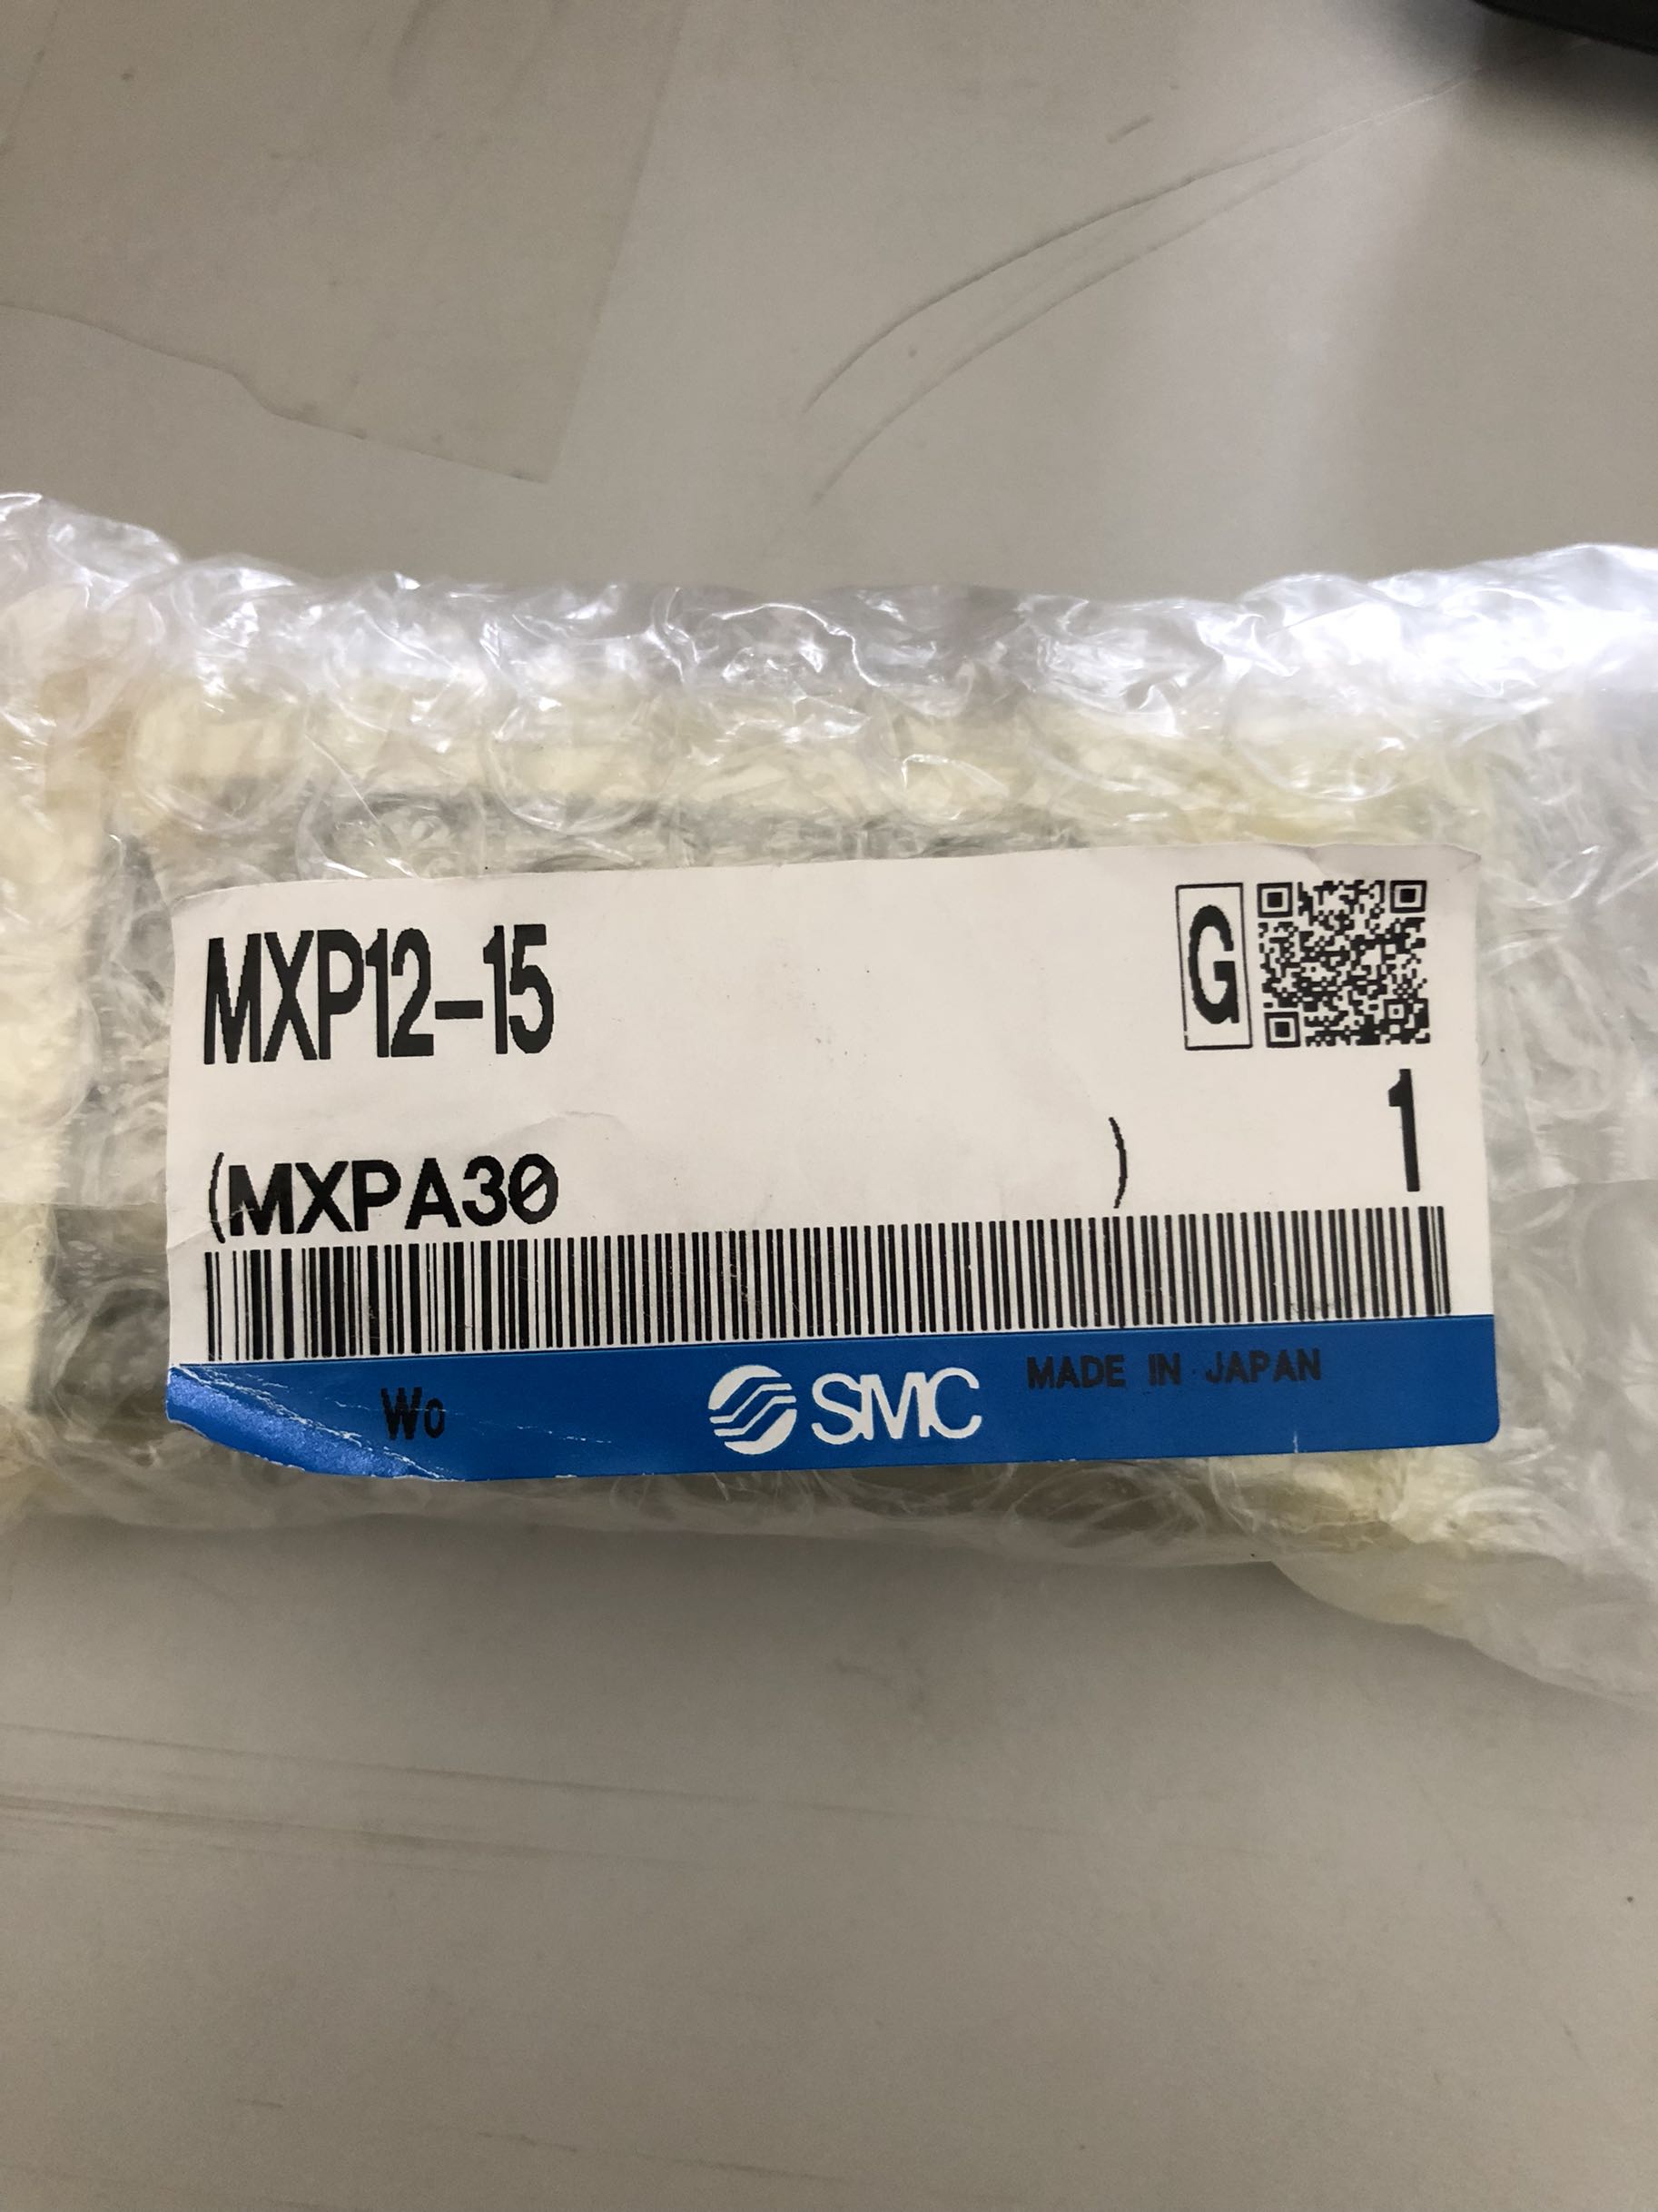 MXP12-15
G
1
(MXPA30 )
Wo
SMC
MADE IN JAPAN